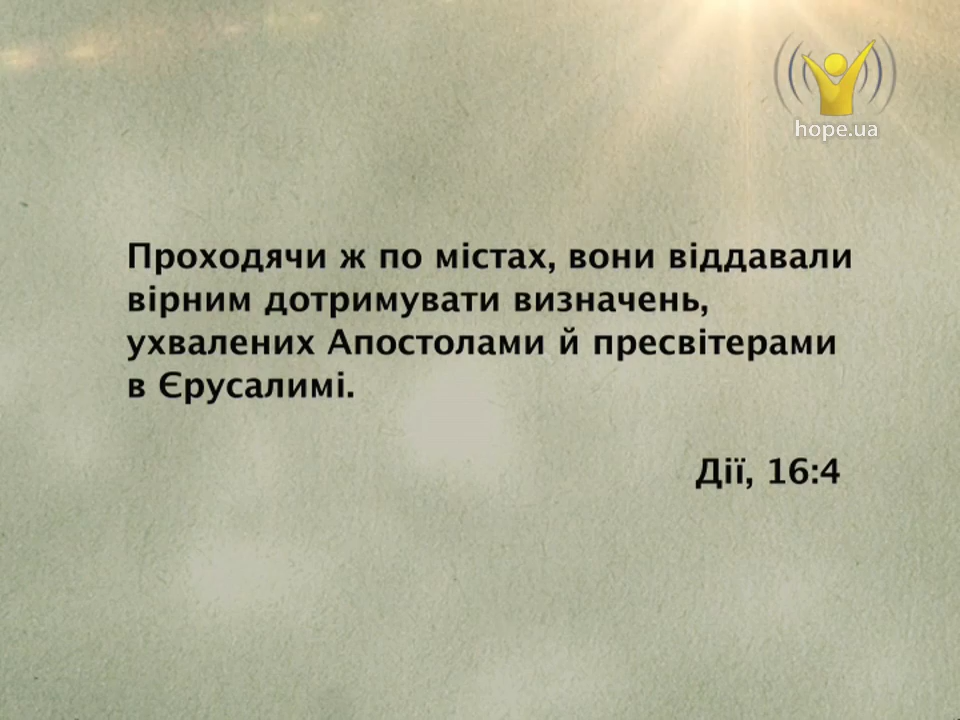 hope.ua
Проходячи ж по містах, вони віддавали
вірним дотримувати визначень,
ухвалених Апостолами й пресвітерами
в Єрусалимі.
Дії, 16:4